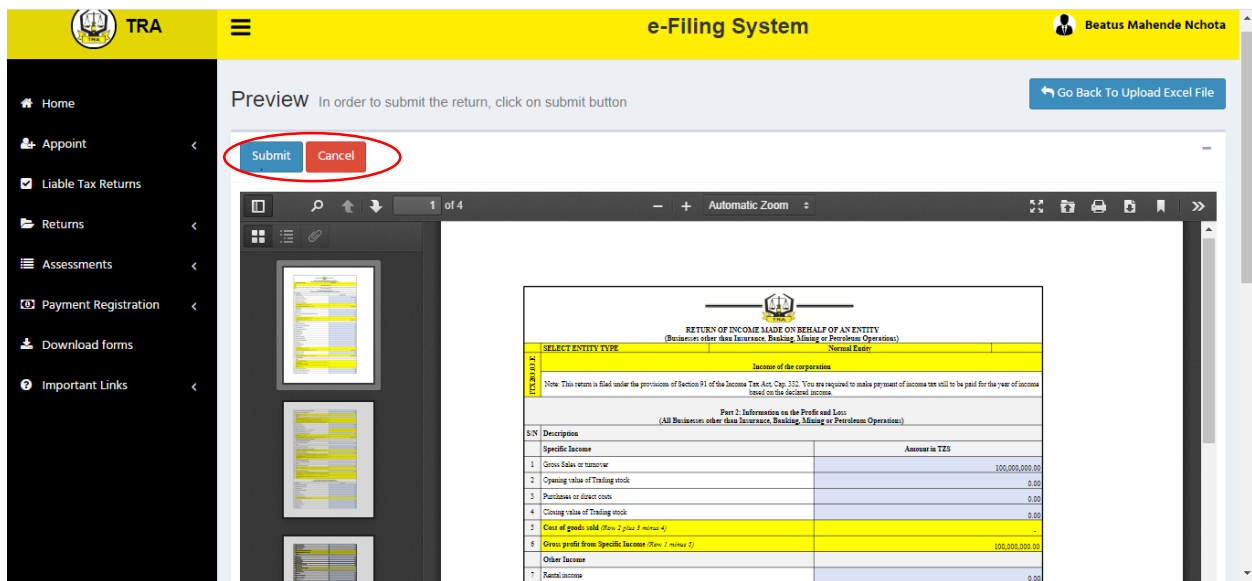 TRA
e-Filing System
Beatus Mahende Nchota
Home
Appoint
Liable Tax Returns
Returns
Assessments
Payment Registration
Download forms
Important Links
Preview In order to submit the return, click on submit button
Go Back To Upload Excel File
Submit Cancel
1 of 4
Automatic Zoom
TRA
RETURN OF INCOME MADE ON BEHALF OF AN ENTITY
(Businesses other than Insurance, Banking, Mining or Petroleum Operations)
SELECT ENTITY TYPE Normal Entity
ITX203.03.E
Income of the corporation
Note: This return is filed under the provisions of Section 91 of the Income Tax Act, Cap. 332. You are required to make payment of income tax still to be paid for the year of income
based on the declared income.
Part 2: Information on the Profit and Loss
(All Businesses other than Insurance, Banking, Mining or Petroleum Operations)
S/N Description
Specific Income Amount in TZS
1 Gross Sales or turnover 100,000,000.00
2 Opening value of Trading stock 0.00
3 Purchases or direct costs 0.00
4 Closing value of Trading stock 0.00
5 Cost of goods sold (Row 2 plus 3 minus 4) -
6 Gross profit from Specific Income (Row 1 minus 5) 100,000,000.00
Other Income
7 Rental income 0.00